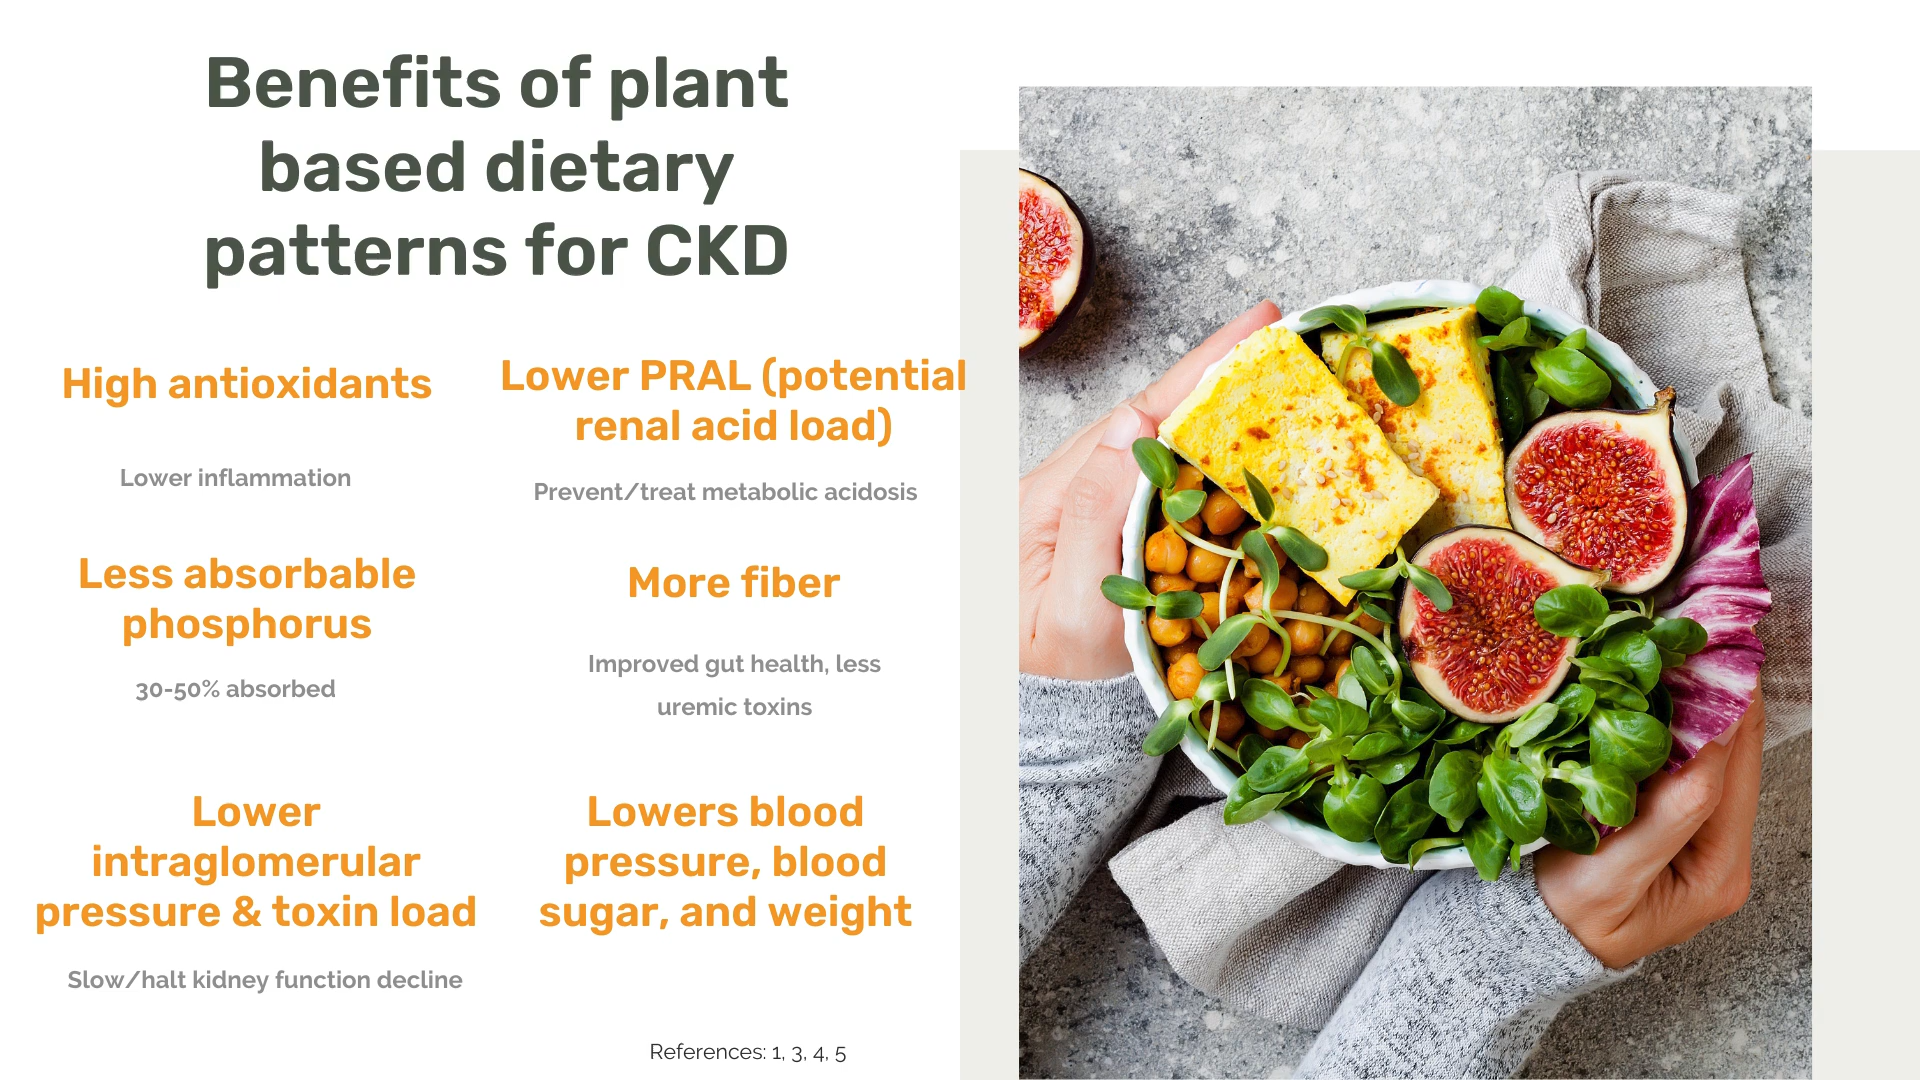 Benefits of plant
based dietary
patterns for CKD
High antioxidants
Lower inflammation
Lower PRAL (potential
renal acid load)
Prevent/treat metabolic acidosis
Less absorbable
phosphorus
30-50% absorbed
More fiber
Improved gut health, less
uremic toxins
Lower
intraglomerular
pressure & toxin load
Slow/halt kidney function decline
Lowers blood
pressure, blood
sugar, and weight
References: 1, 3, 4, 5